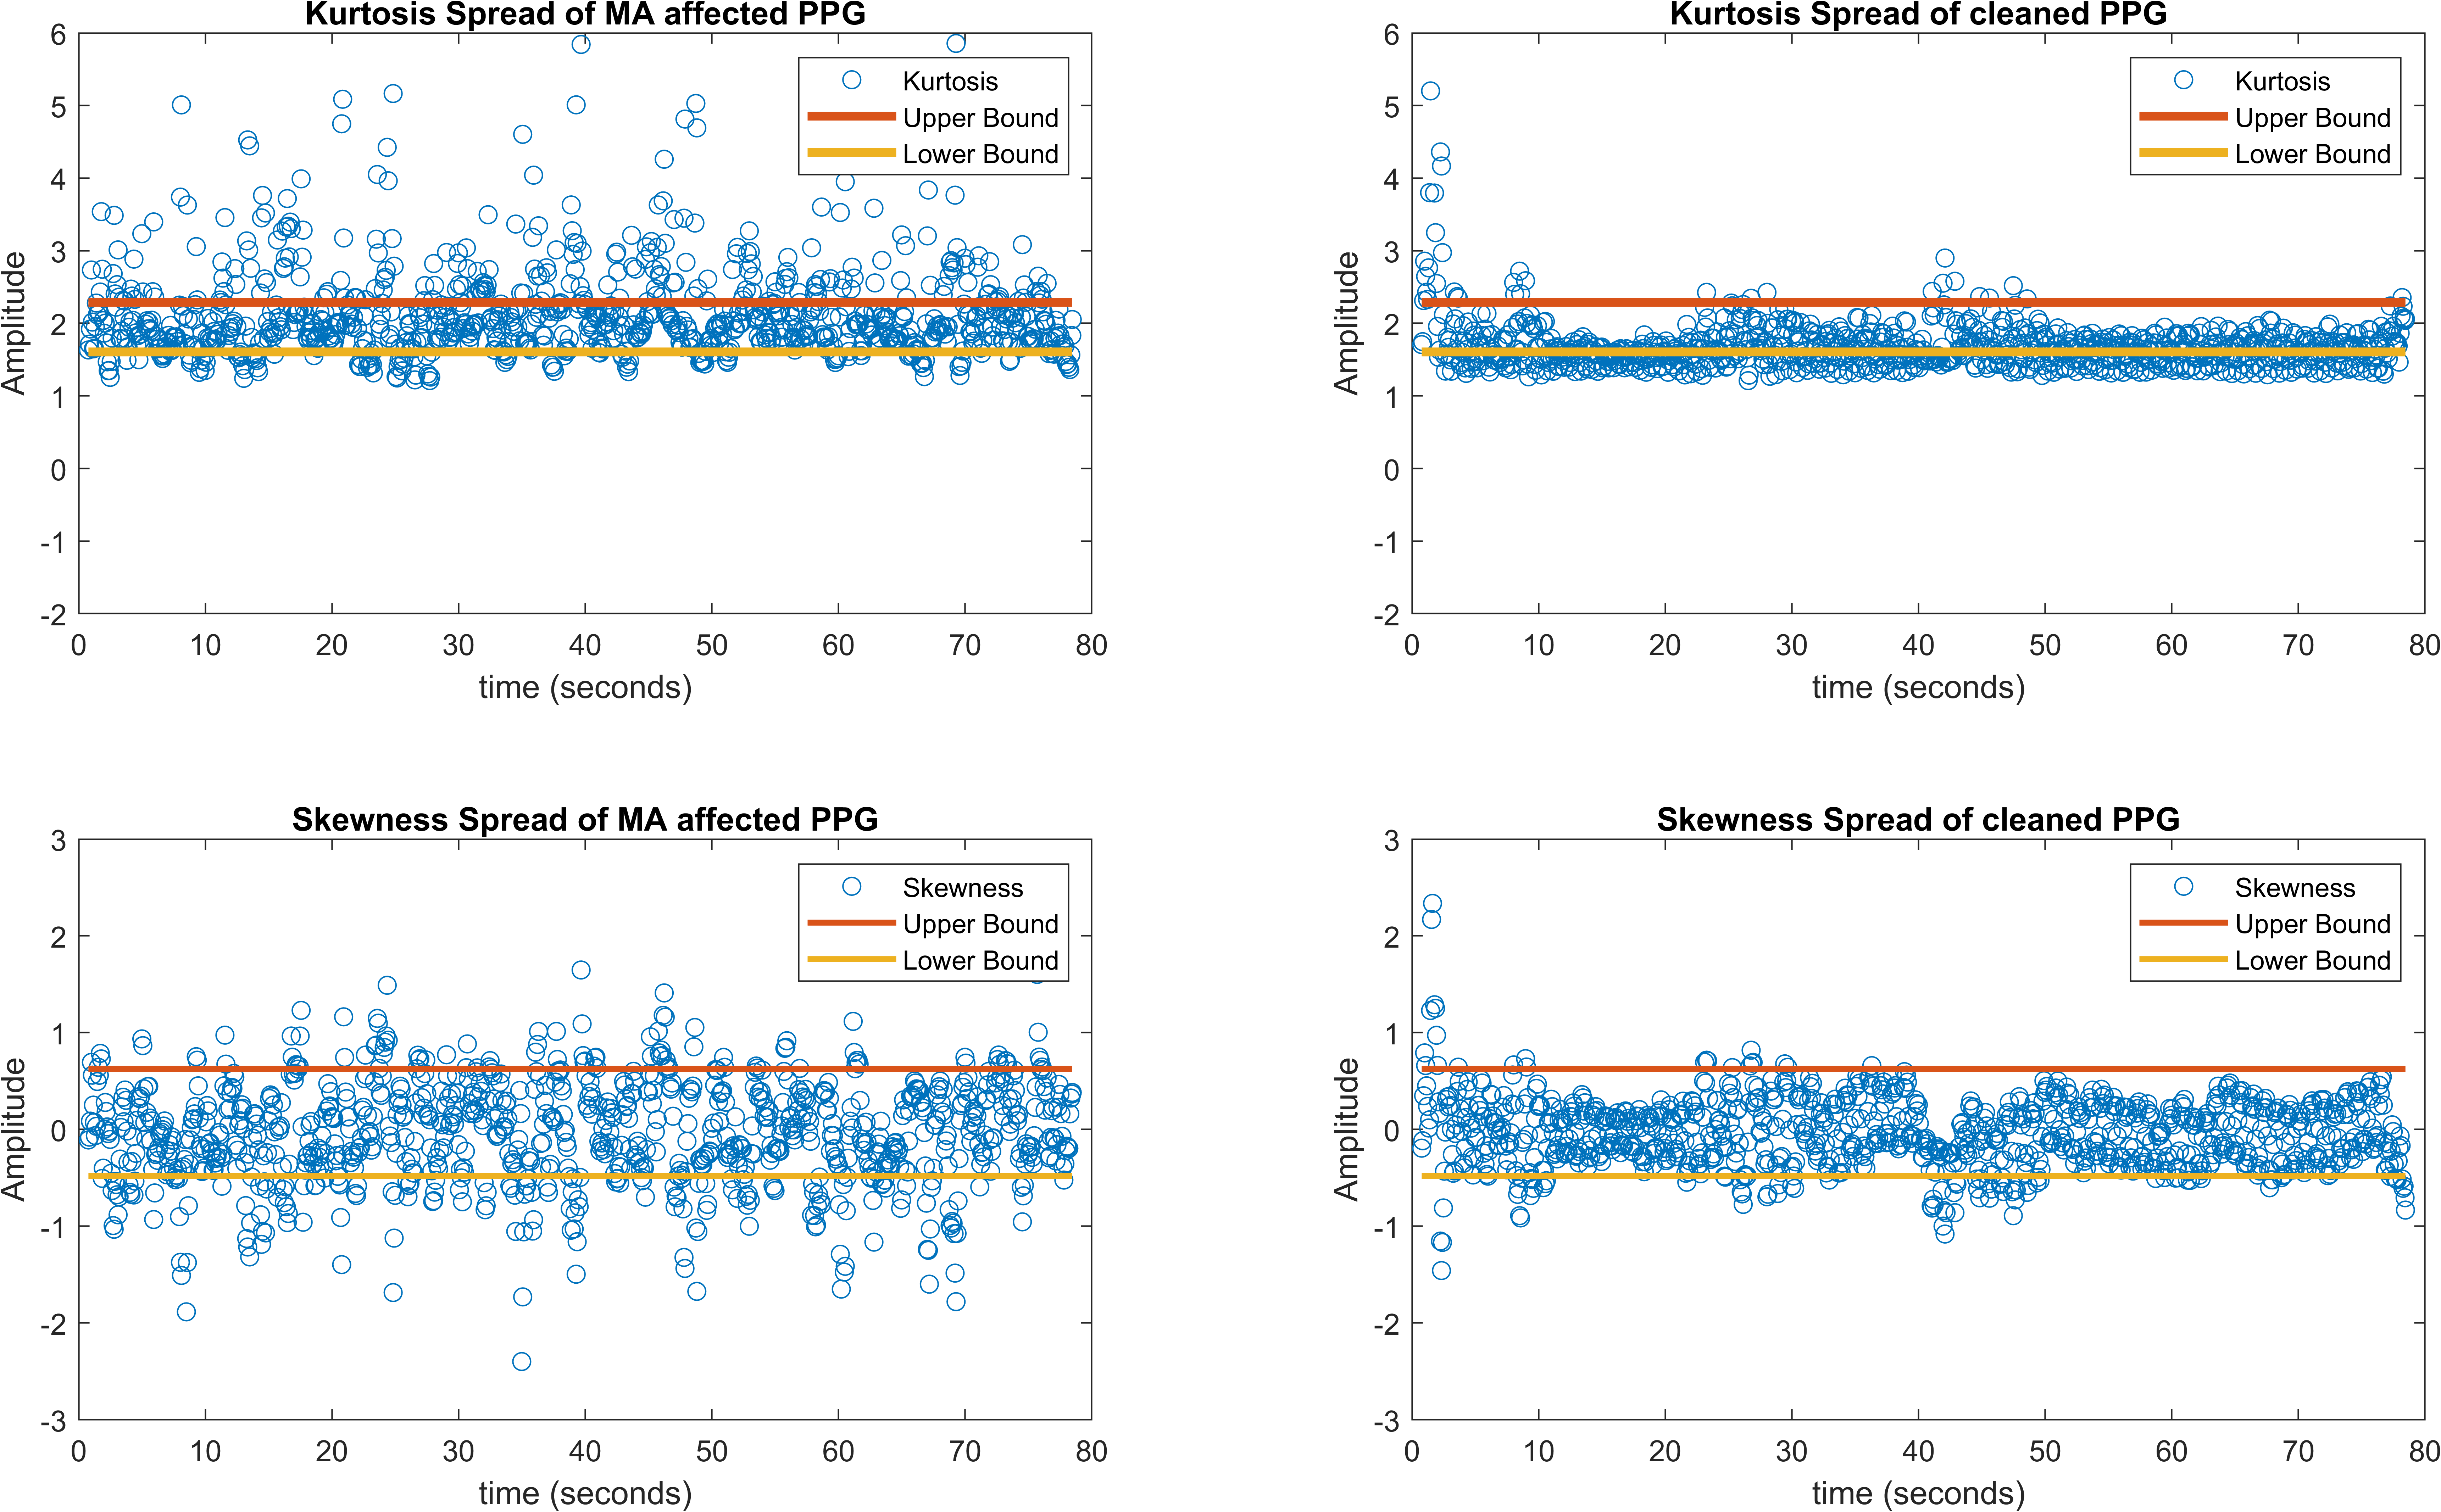 Kurtosis Spread of MA affected PPG
6
5
4
3
2
1
0
-1
-2
Amplitude
Kurtosis
Upper Bound
Lower Bound
0 10 20 30 40 50 60 70 80
time (seconds)
Kurtosis Spread of cleaned PPG
6
5
4
3
2
1
0
-1
-2
Amplitude
Kurtosis
Upper Bound
Lower Bound
0 10 20 30 40 50 60 70 80
time (seconds)
Skewness Spread of MA affected PPG
3
2
1
0
-1
-2
-3
Amplitude
Skewness
Upper Bound
Lower Bound
0 10 20 30 40 50 60 70 80
time (seconds)
Skewness Spread of cleaned PPG
3
2
1
0
-1
-2
-3
Amplitude
Skewness
Upper Bound
Lower Bound
0 10 20 30 40 50 60 70 80
time (seconds)